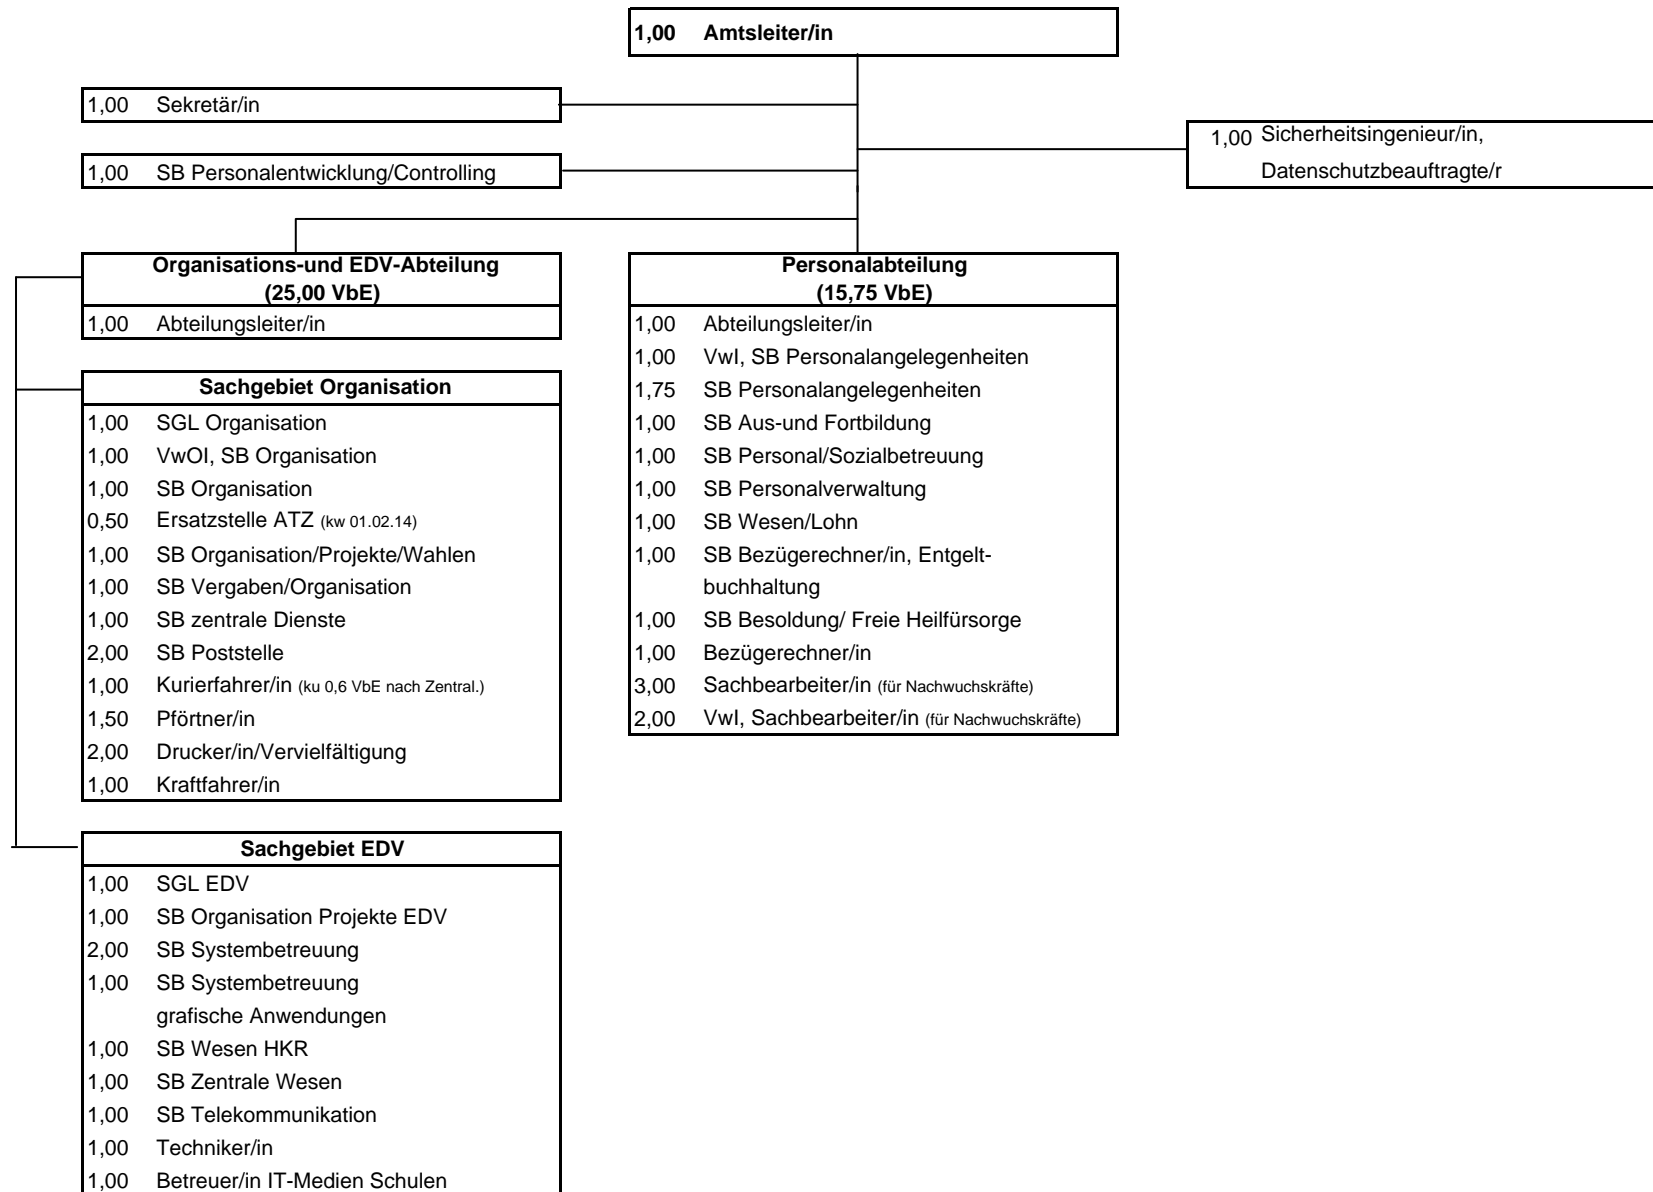 1,00 Amtsleiter/in
1,00 Sekretär/in
1,00 Sicherheitsingenieur/in,
Datenschutzbeauftragte/r
1,00 SB Personalentwicklung/Controlling
Organisations-und EDV-Abteilung
(25,00 VbE)
1,00 Abteilungsleiter/in
Sachgebiet Organisation
1,00 SGL Organisation
1,00 VwOI, SB Organisation
1,00 SB Organisation
0,50 Ersatzstelle ATZ (kw 01.02.14)
1,00 SB Organisation/Projekte/Wahlen
1,00 SB Vergaben/Organisation
1,00 SB zentrale Dienste
2,00 SB Poststelle
1,00 Kurierfahrer/in (ku 0,6 VbE nach Zentral.)
1,50 Pförtner/in
2,00 Drucker/in/Vervielfältigung
1,00 Kraftfahrer/in
Sachgebiet EDV
1,00 SGL EDV
1,00 SB Organisation Projekte EDV
2,00 SB Systembetreuung
1,00 SB Systembetreuung
grafische Anwendungen
1,00 SB Wesen HKR
1,00 SB Zentrale Wesen
1,00 SB Telekommunikation
1,00 Techniker/in
1,00 Betreuer/in IT-Medien Schulen
Personalabteilung
(15,75 VbE)
1,00 Abteilungsleiter/in
1,00 VwI, SB Personalangelegenheiten
1,75 SB Personalangelegenheiten
1,00 SB Aus-und Fortbildung
1,00 SB Personal/Sozialbetreuung
1,00 SB Personalverwaltung
1,00 SB Wesen/Lohn
1,00 SB Bezügerechner/in, Entgelt-
buchhaltung
1,00 SB Besoldung/ Freie Heilfürsorge
1,00 Bezügerechner/in
3,00 Sachbearbeiter/in (für Nachwuchskräfte)
2,00 VwI, Sachbearbeiter/in (für Nachwuchskräfte)